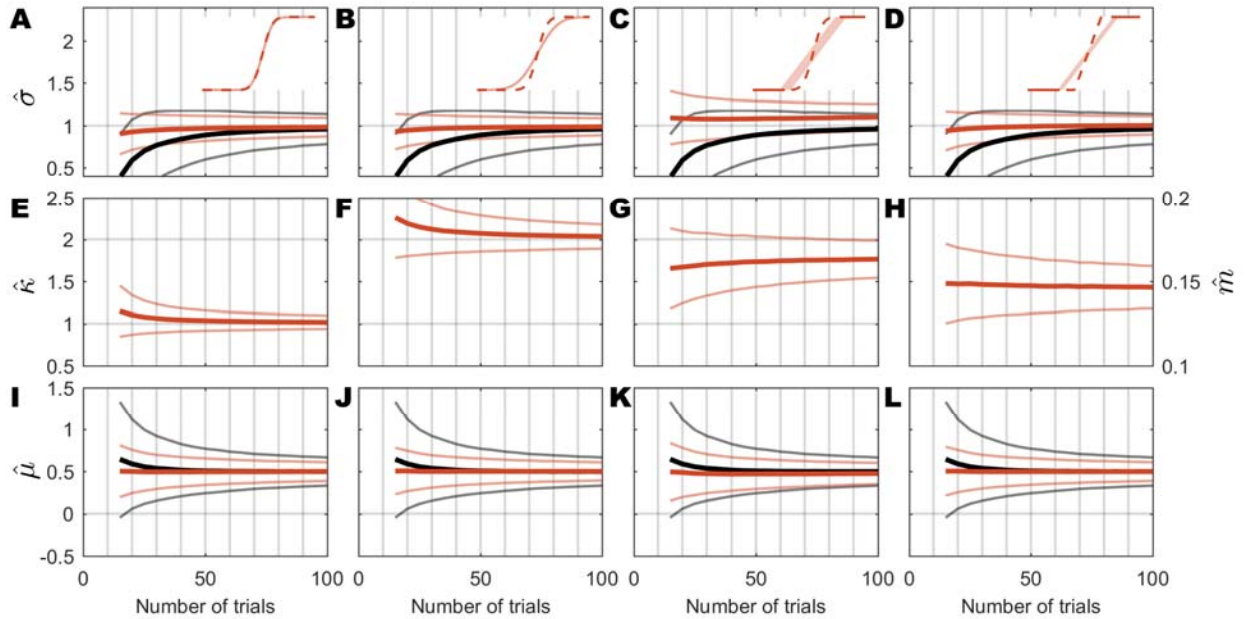 A B C D
2
1.5
σ̂
1
0.5
E F G H
2.5 0.2
2
κ̂ 1.5 0.15 m̂
1
0.5 0.1
I J K L
1.5
1
μ̂ 0.5
0
-0.5
0 50 100 0 50 100 0 50 100 0 50 100
Number of trials Number of trials Number of trials Number of trials